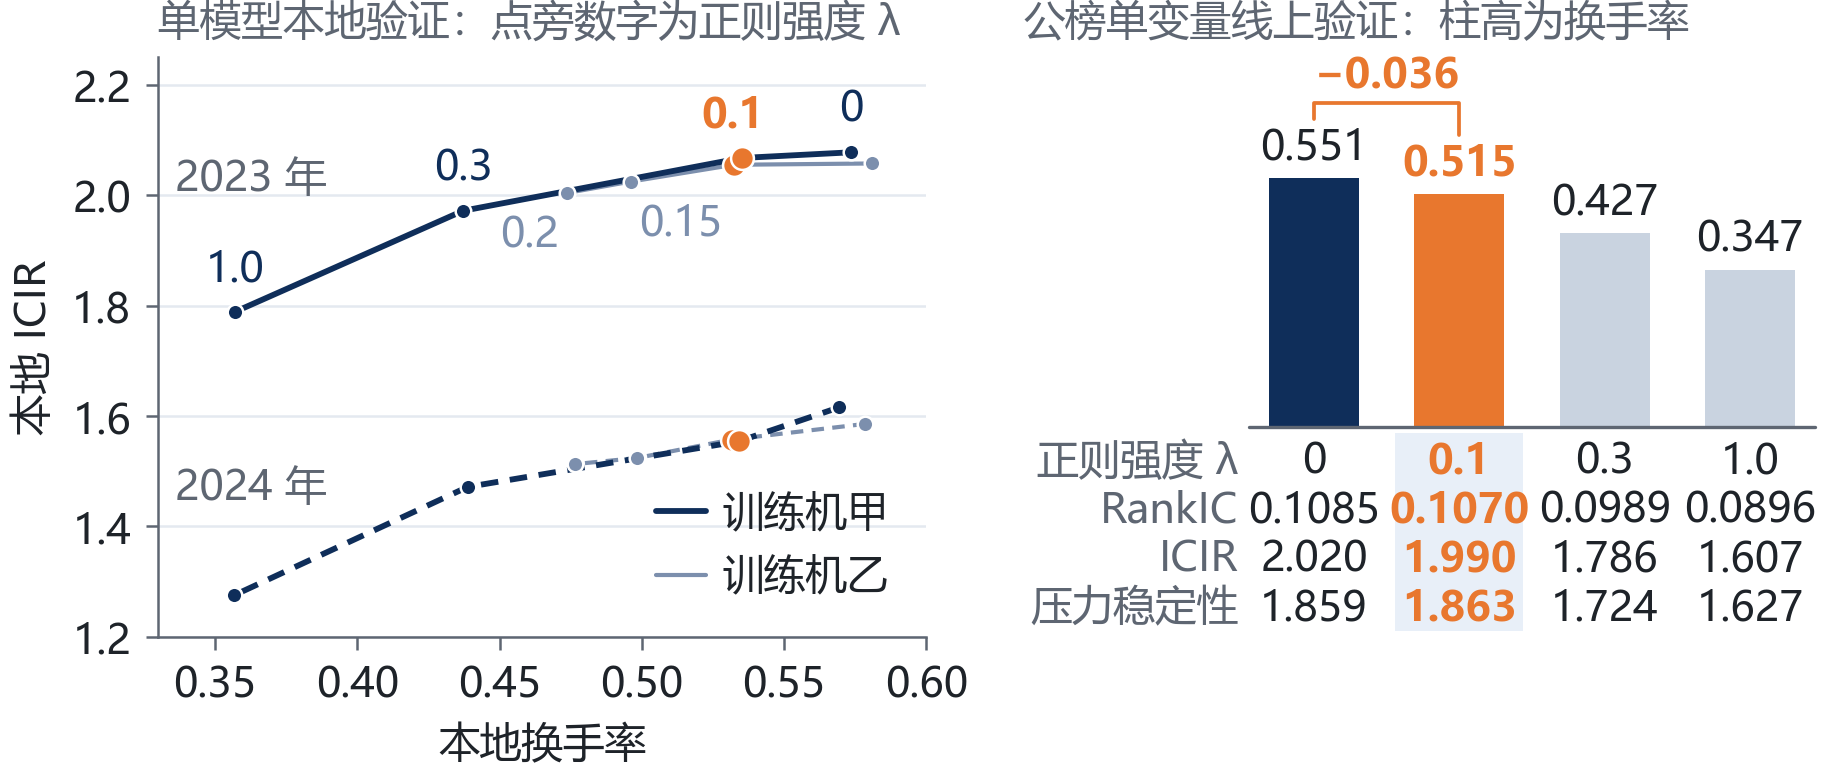 单模型本地验证：点旁数字为正则强度 λ
2.2
2.0
1.8
1.6
1.4
1.2
本地 ICIR
2023 年
1.0
0.3
0.2
0.15
0.1
0
2024 年
训练机甲
训练机乙
0.35 0.40 0.45 0.50 0.55 0.60
本地换手率
公榜单变量线上验证：柱高为换手率
−0.036
0.551 0.515 0.427 0.347
正则强度 λ 0 0.1 0.3 1.0
RankIC 0.1085 0.1070 0.0989 0.0896
ICIR 2.020 1.990 1.786 1.607
压力稳定性 1.859 1.863 1.724 1.627